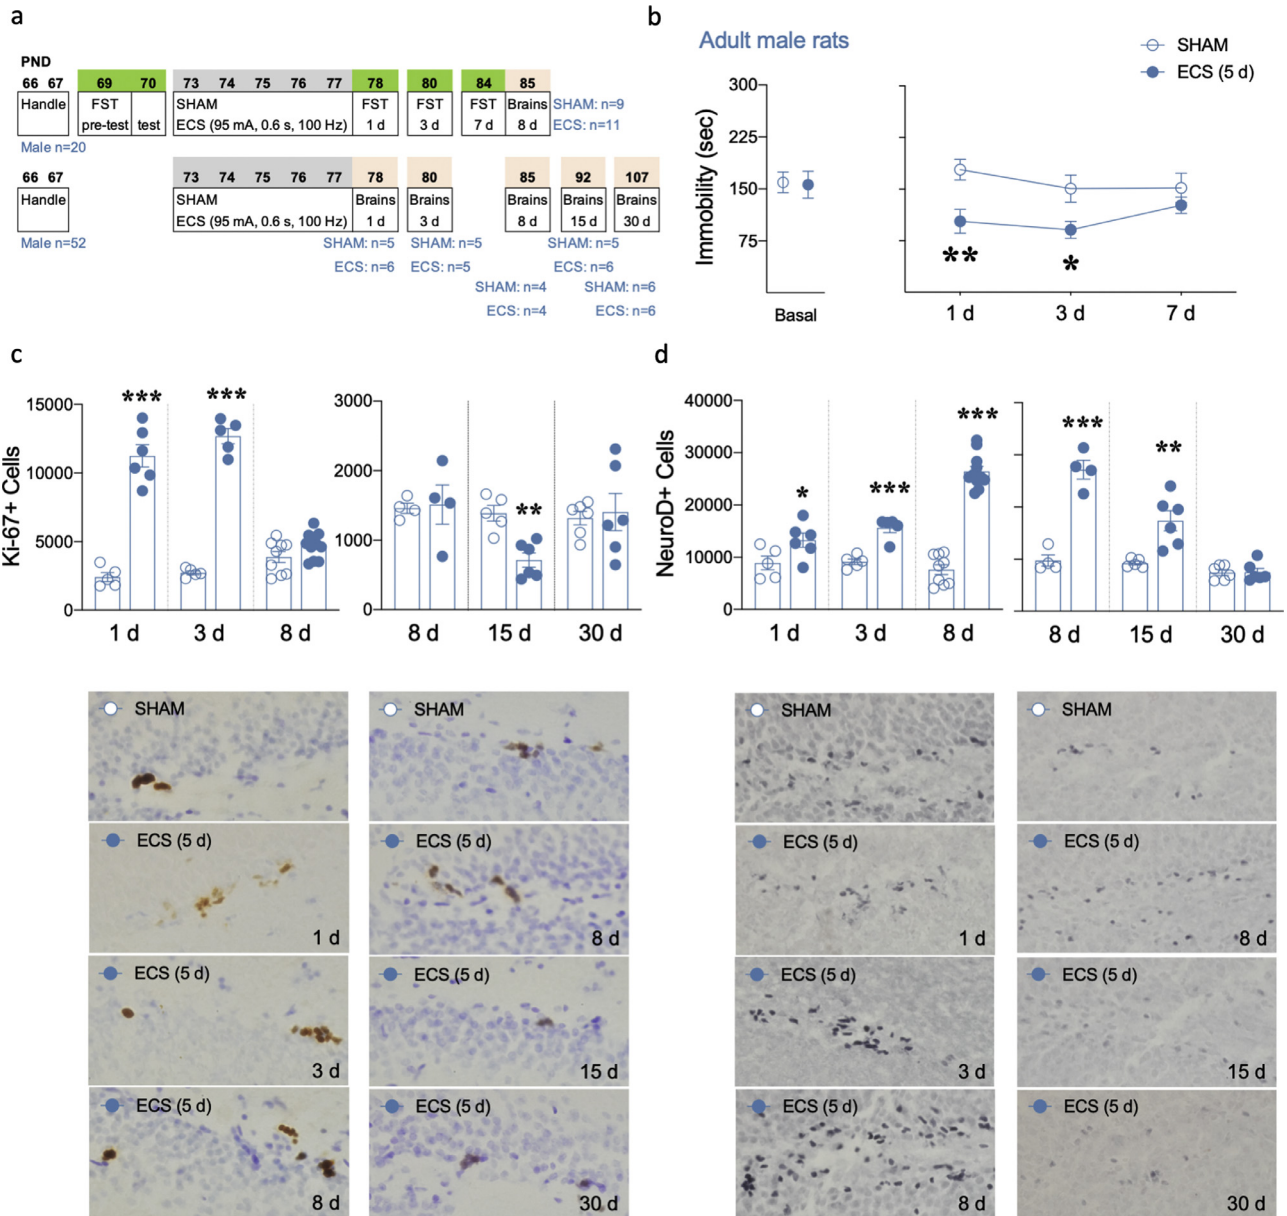 a
PND
66 67 69 70 73 74 75 76 77 78 80 84 85
Handle FST SHAM FST FST FST Brains SHAM: n=9
pre-test test ECS (95 mA, 0.6 s, 100 Hz) 1 d 3 d 7 d 8 d ECS: n=11
Male n=20
66 67 73 74 75 76 77 78 80 85 92 107
Handle SHAM Brains Brains Brains Brains Brains
ECS (95 mA, 0.6 s, 100 Hz) 1 d 3 d 8 d 15 d 30 d
Male n=52 SHAM: n=5 SHAM: n=5 SHAM: n=5
ECS: n=6 ECS: n=5 ECS: n=6
SHAM: n=4 SHAM: n=6
ECS: n=4 ECS: n=6
b
Adult male rats
SHAM
ECS (5 d)
Immobility (sec)
300
225
150
75
** *
Basal 1 d 3 d 7 d
c
Ki-67+ Cells
15000
10000
5000
0
*** ***
1 d 3 d 8 d
3000
2000
1000
0
**
8 d 15 d 30 d
d
NeuroD+ Cells
40000
30000
20000
10000
0
* *** ***
1 d 3 d 8 d
*** **
8 d 15 d 30 d
SHAM SHAM
ECS (5 d) ECS (5 d)
1 d 8 d
ECS (5 d) ECS (5 d)
3 d 15 d
ECS (5 d) ECS (5 d)
8 d 30 d
SHAM SHAM
ECS (5 d) ECS (5 d)
1 d 8 d
ECS (5 d) ECS (5 d)
3 d 15 d
ECS (5 d) ECS (5 d)
8 d 30 d